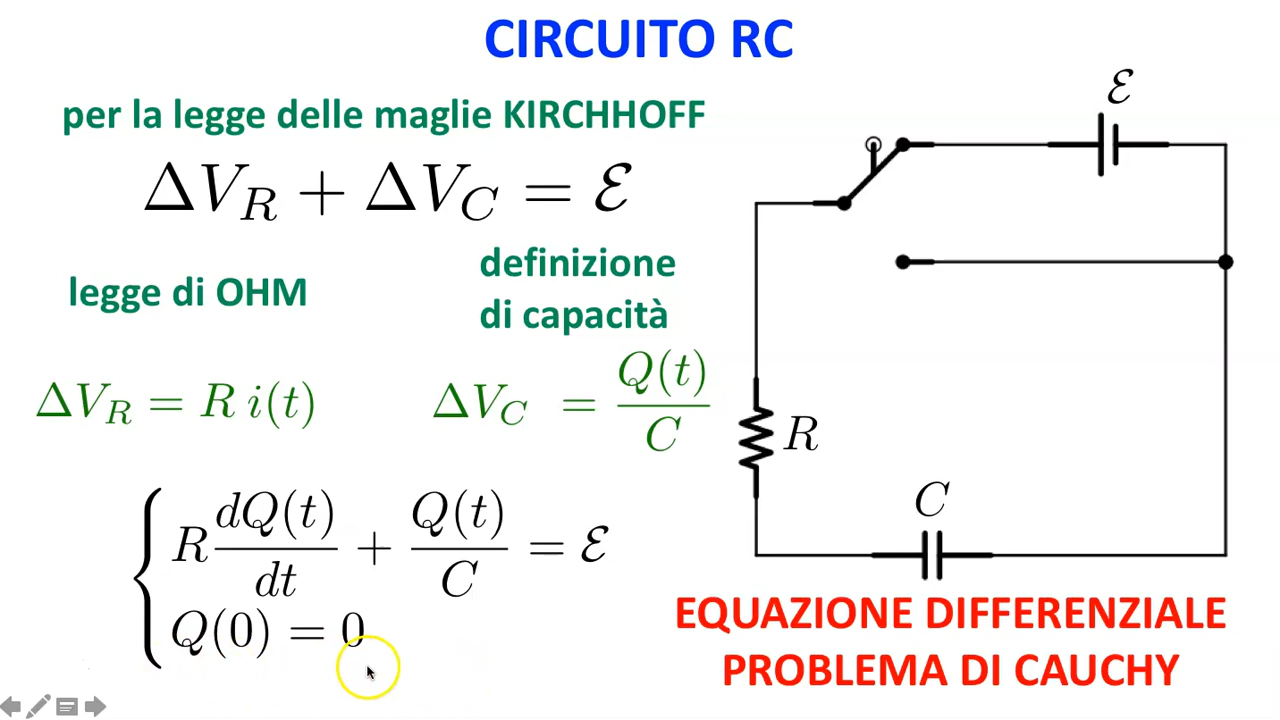 CIRCUITO RC
per la legge delle maglie KIRCHHOFF
ΔV_R + ΔV_C = ℰ
legge di OHM
definizione
di capacità
ΔV_R = R i(t)
ΔV_C = Q(t)/C
R dQ(t)/dt + Q(t)/C = ℰ
Q(0) = 0
ℰ
R
C
EQUAZIONE DIFFERENZIALE
PROBLEMA DI CAUCHY